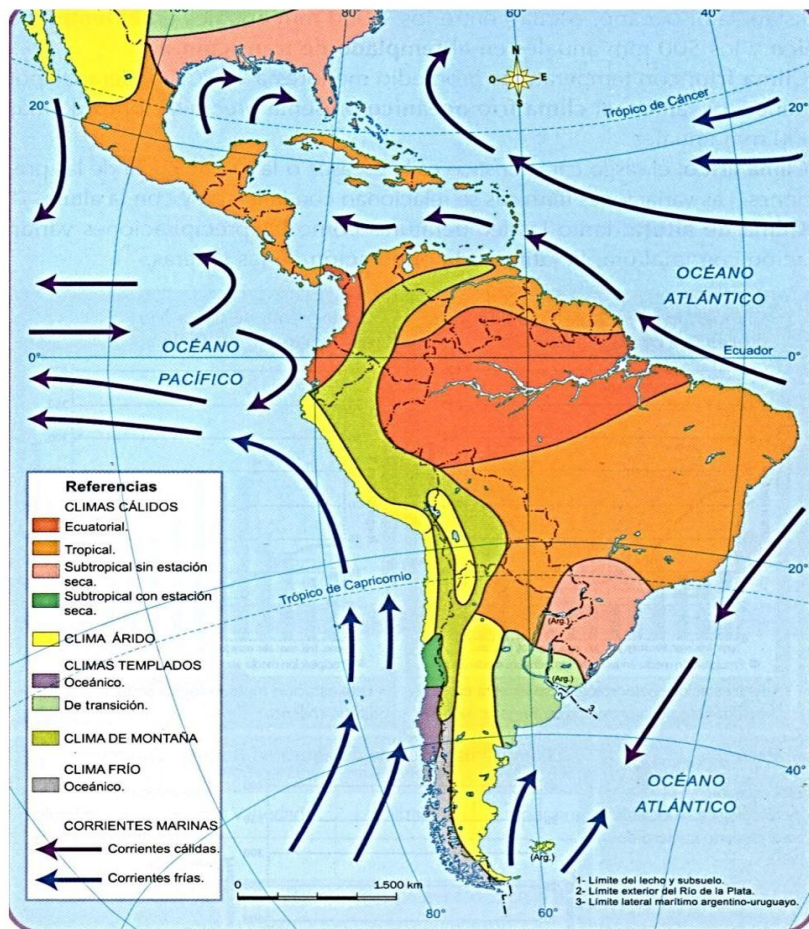 80°
60°
40°
N
O E
S
20°
Trópico de Cáncer
20°
OCÉANO
ATLÁNTICO
Ecuador
OCÉANO
PACÍFICO
0°
0°
Referencias
CLIMAS CÁLIDOS
Ecuatorial.
Tropical.
Subtropical sin estación
seca.
Subtropical con estación
seca.
CLIMA ÁRIDO
CLIMAS TEMPLADOS
Oceánico.
De transición.
CLIMA DE MONTAÑA
CLIMA FRÍO
Oceánico.
CORRIENTES MARINAS
Corrientes cálidas.
Corrientes frías.
Trópico de Capricornio
20°
(Arg.)
(Arg.)
2
3
40°
OCÉANO
ATLÁNTICO
(Arg.)
1
0 1.500 km
80°
60°
1- Límite del lecho y subsuelo.
2- Límite exterior del Río de la Plata.
3- Límite lateral marítimo argentino-uruguayo.